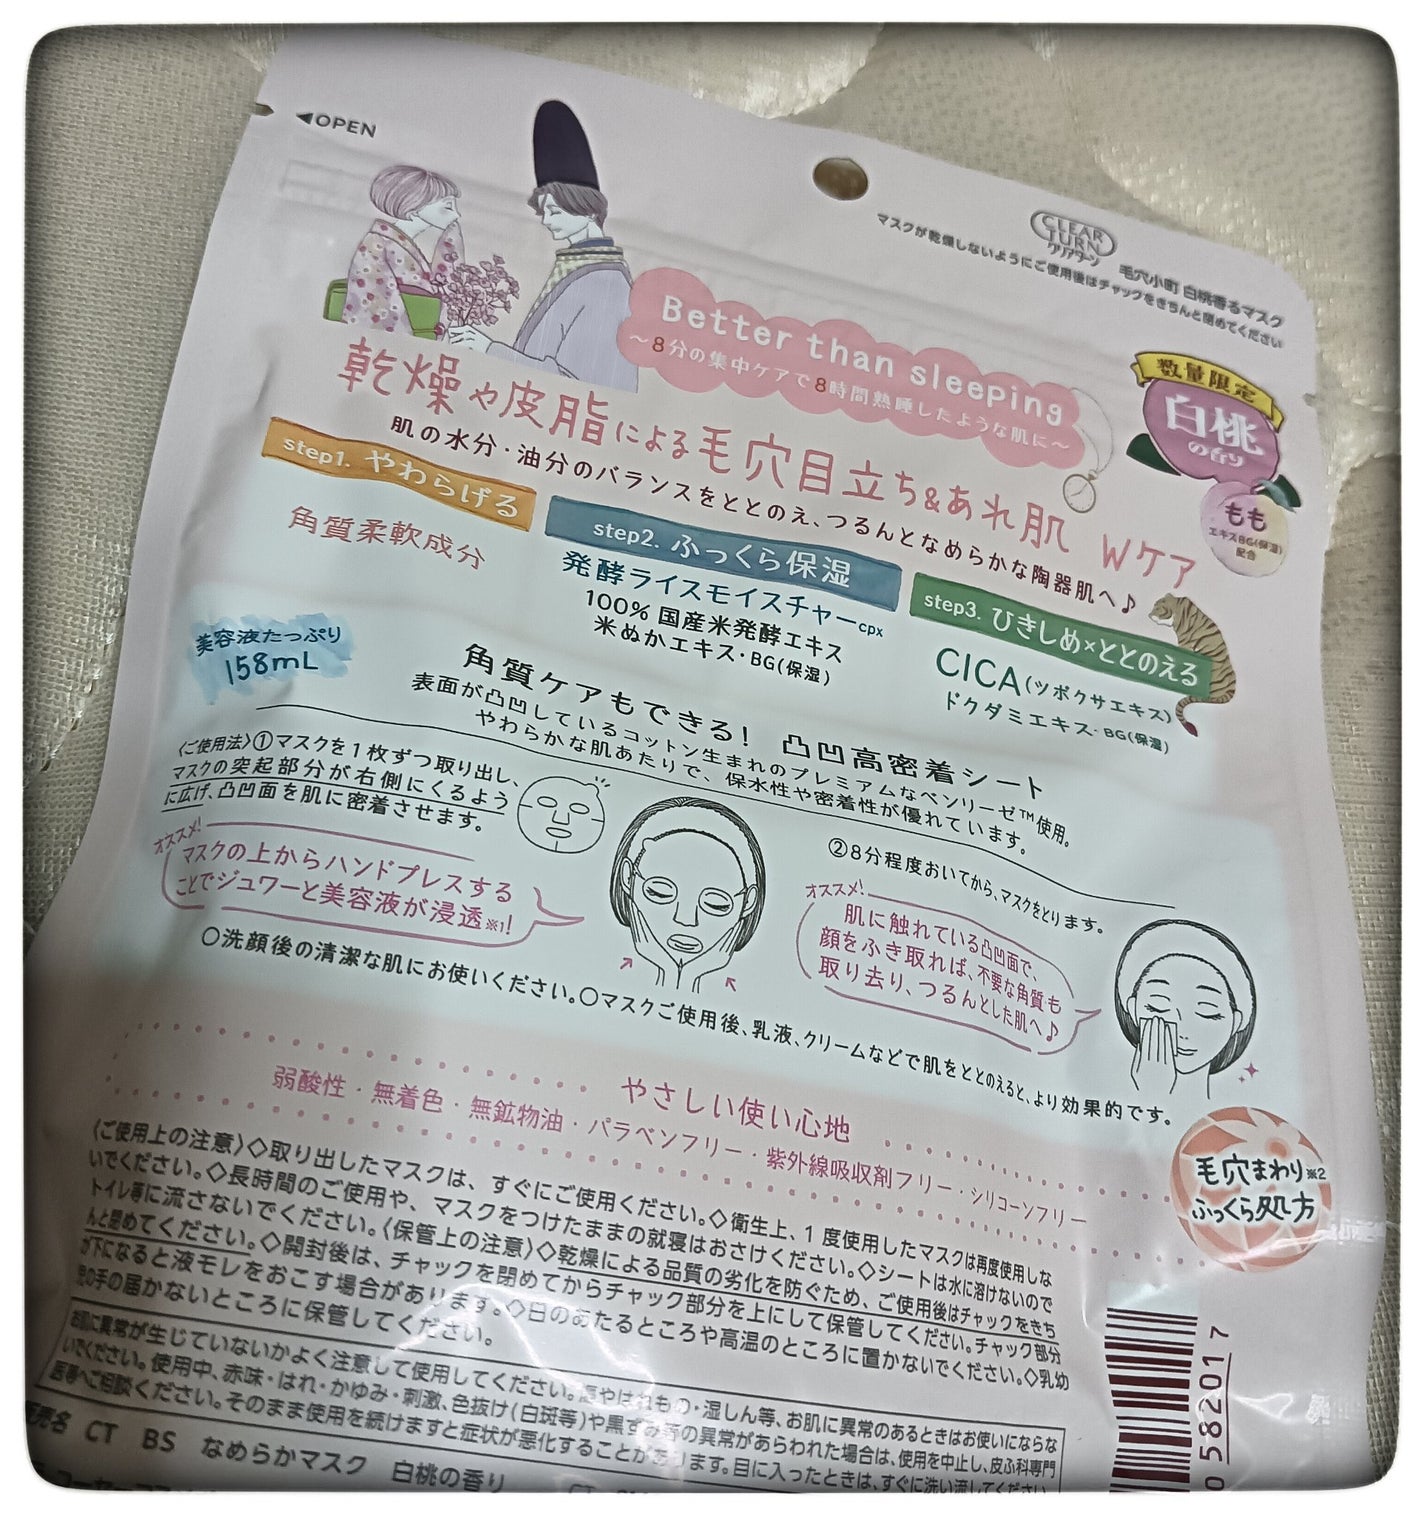 ◀OPEN
CLEAR
TURN
クリアターン
毛穴小町 白桃香るマスク
マスクが乾燥しないようにご使用後はチャックをきちんと閉めてください
Better than sleeping
～8分の集中ケアで8時間熟睡したような肌に～
数量限定
白桃
の香り
もも
エキスBG(保湿)
配合
乾燥や皮脂による毛穴目立ち&あれ肌 Wケア
肌の水分・油分のバランスをととのえ、つるんとなめらかな陶器肌へ♪
step1. やわらげる
角質柔軟成分
step2. ふっくら保湿
発酵ライスモイスチャーcpx
100% 国産米発酵エキス
米ぬかエキス・BG(保湿)
step3. ひきしめ×ととのえる
CICA(ツボクサエキス)
ドクダミエキス・BG(保湿)
美容液たっぷり
158mL
角質ケアもできる! 凸凹高密着シート
表面が凸凹しているコットン生まれのプレミアムなベンリーゼ™使用。
やわらかな肌あたりで、保水性や密着性が優れています。
〈ご使用法〉①マスクを1枚ずつ取り出し、
マスクの突起部分が右側にくるよう
に広げ、凸凹面を肌に密着させます。
オススメ!
マスクの上からハンドプレスする
ことでジュワーと美容液が浸透※1!
②8分程度おいてから、マスクをとります。
オススメ!
肌に触れている凸凹面で、
顔をふき取れば、不要な角質も
取り去り、つるんとした肌へ♪
○洗顔後の清潔な肌にお使いください。○マスクご使用後、乳液、クリームなどで肌をととのえると、より効果的です。
やさしい使い心地
弱酸性・無着色・無鉱物油・パラベンフリー・紫外線吸収剤フリー・シリコーンフリー
毛穴まわり※2
ふっくら処方
〈ご使用上の注意〉◇取り出したマスクは、すぐにご使用ください。◇衛生上、1度使用したマスクは再度使用しな
いでください。◇長時間のご使用や、マスクをつけたままの就寝はおさけください。◇シートは水に溶けないので
トイレ等に流さないでください。〈保管上の注意〉◇乾燥による品質の劣化を防ぐため、ご使用後はチャックをきち
んと閉めてください。◇開封後は、チャックを閉めてからチャック部分を上にして保管してください。チャック部分
が下になると液モレをおこす場合があります。◇日のあたるところや高温のところに置かないでください。◇乳幼
児の手の届かないところに保管してください。
お肌に異常が生じていないかよく注意して使用してください。傷やはれもの・湿しん等、お肌に異常のあるときはお使いにならな
いでください。使用中、赤味・はれ・かゆみ・刺激、色抜け(白斑等)や黒ずみ等の異常があらわれた場合は、使用を中止し、皮ふ科専門
医等へご相談ください。そのまま使用を続けますと症状が悪化することがあります。目に入ったときは、すぐに洗い流してください
販売名 CT BS なめらかマスク 白桃の香り
0 582017